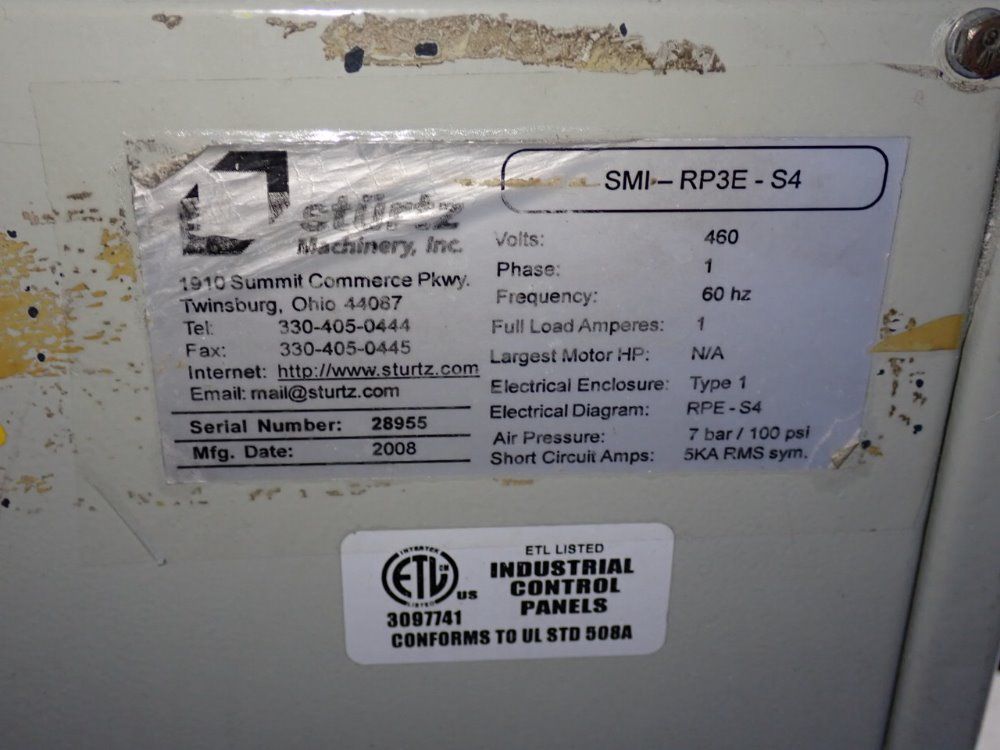 stürtz
Machinery, Inc.
1910 Summit Commerce Pkwy.
Twinsburg, Ohio 44087
Tel: 330-405-0444
Fax: 330-405-0445
Internet: http://www.sturtz.com
Email: mail@sturtz.com
Serial Number: 28955
Mfg. Date: 2008
SMI - RP3E - S4
Volts: 460
Phase: 1
Frequency: 60 hz
Full Load Amperes: 1
Largest Motor HP: N/A
Electrical Enclosure: Type 1
Electrical Diagram: RPE - S4
Air Pressure: 7 bar / 100 psi
Short Circuit Amps: 5KA RMS sym.
INTERTEK
ETL CM
LISTED
US
3097741
ETL LISTED
INDUSTRIAL
CONTROL
PANELS
CONFORMS TO UL STD 508A